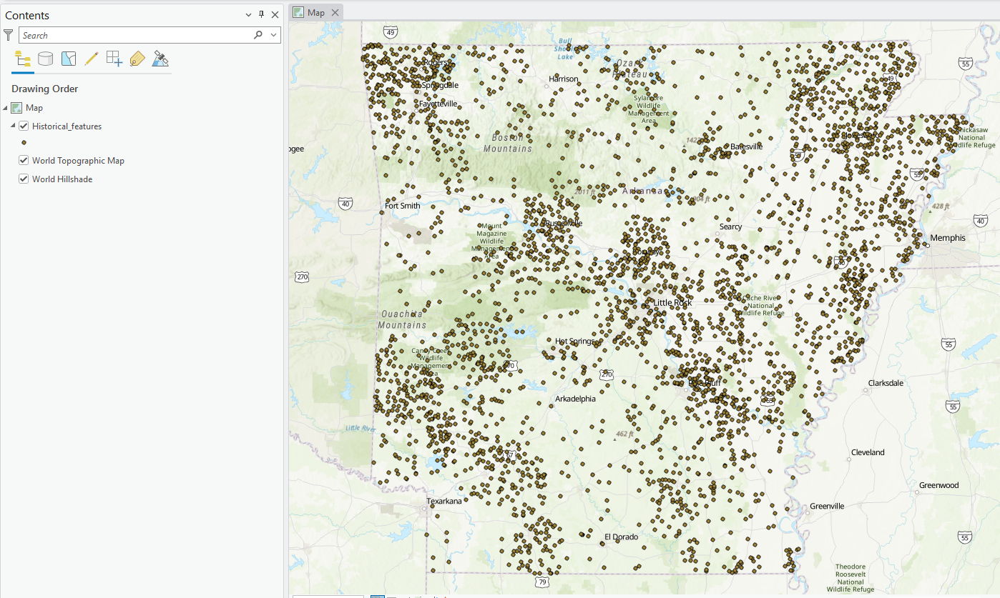 Contents
Search
Drawing Order
Map
Historical_features
World Topographic Map
World Hillshade
Map
49
Bull
Shoals
Lake
55
Rogers
Ozark
Plateau
Harrison
49
Springdale
Fayetteville
Sylamore
Wildlife
Management
Area
Chickasaw
National
Wildlife Refuge
Boston
Mountains
Jonesboro
ogee
Batesville
55
55
Arkansas
2011 ft
904 ft
40
Fort Smith
428 ft
40
Mount
Magazine
Wildlife
Management
Area
Russellville
Searcy
Memphis
Conway
40
270
Little Rock
Cache River
National
Wildlife Refuge
Ouachita
Mountains
Hot Springs
55
Caney Creek
Wildlife
Management
Area
270
270
Pine Bluff
Clarksdale
Arkadelphia
65
55
Little River
462 ft
67
Cleveland
Greenwood
Texarkana
Greenville
El Dorado
55
79
Theodore
Roosevelt
National
Wildlife Refuge